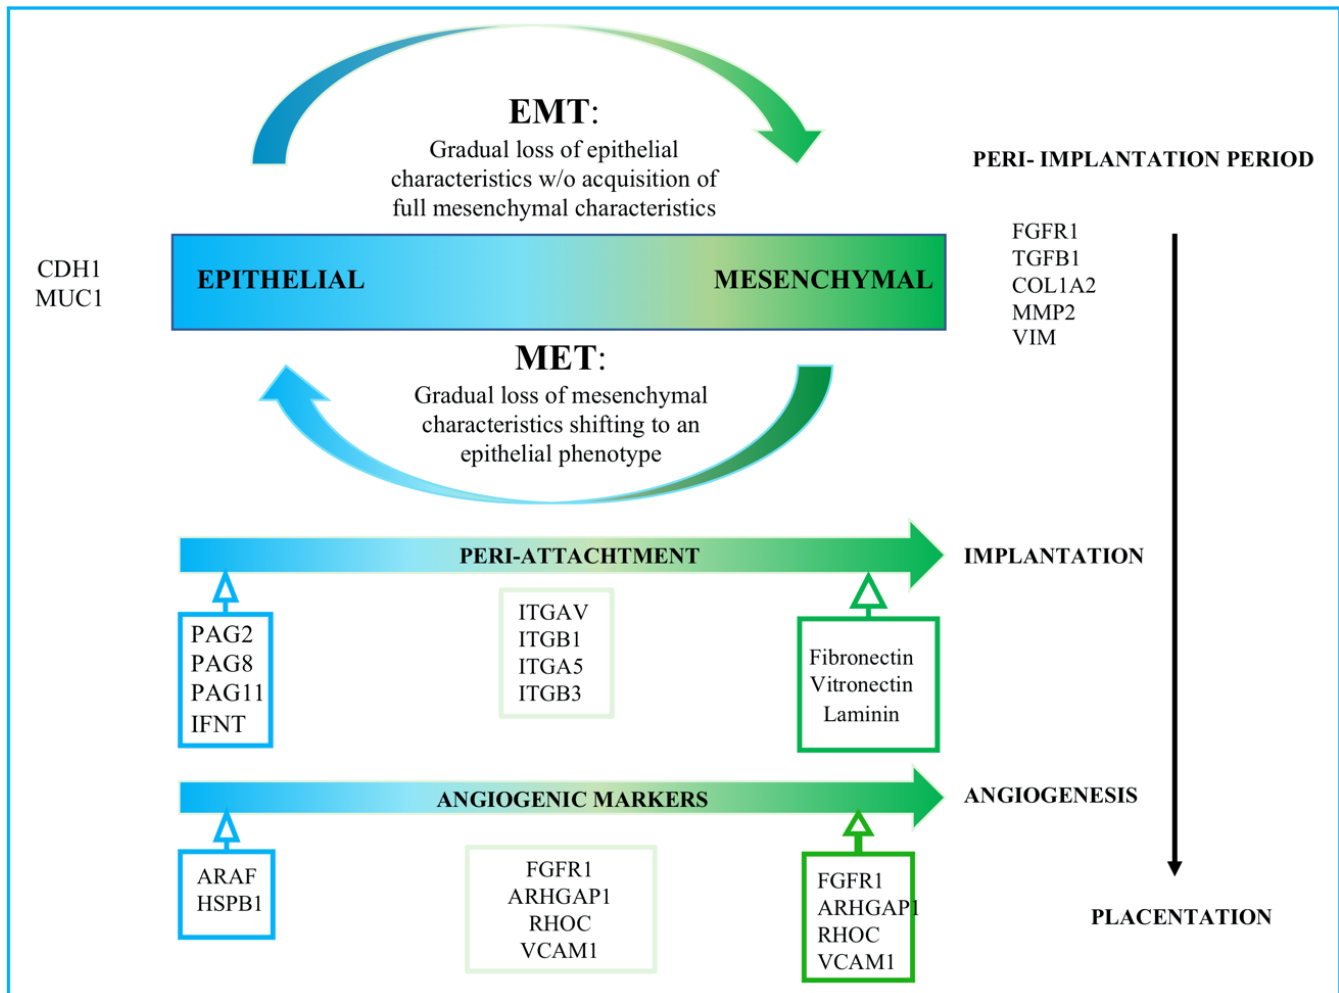 EMT:
Gradual loss of epithelial
characteristics w/o acquisition of
full mesenchymal characteristics
PERI- IMPLANTATION PERIOD
CDH1
MUC1
EPITHELIAL
MESENCHYMAL
FGFR1
TGFB1
COL1A2
MMP2
VIM
MET:
Gradual loss of mesenchymal
characteristics shifting to an
epithelial phenotype
PERI-ATTACHTMENT
IMPLANTATION
PAG2
PAG8
PAG11
IFNT
ITGAV
ITGB1
ITGA5
ITGB3
Fibronectin
Vitronectin
Laminin
ANGIOGENIC MARKERS
ANGIOGENESIS
ARAF
HSPB1
FGFR1
ARHGAP1
RHOC
VCAM1
FGFR1
ARHGAP1
RHOC
VCAM1
PLACENTATION